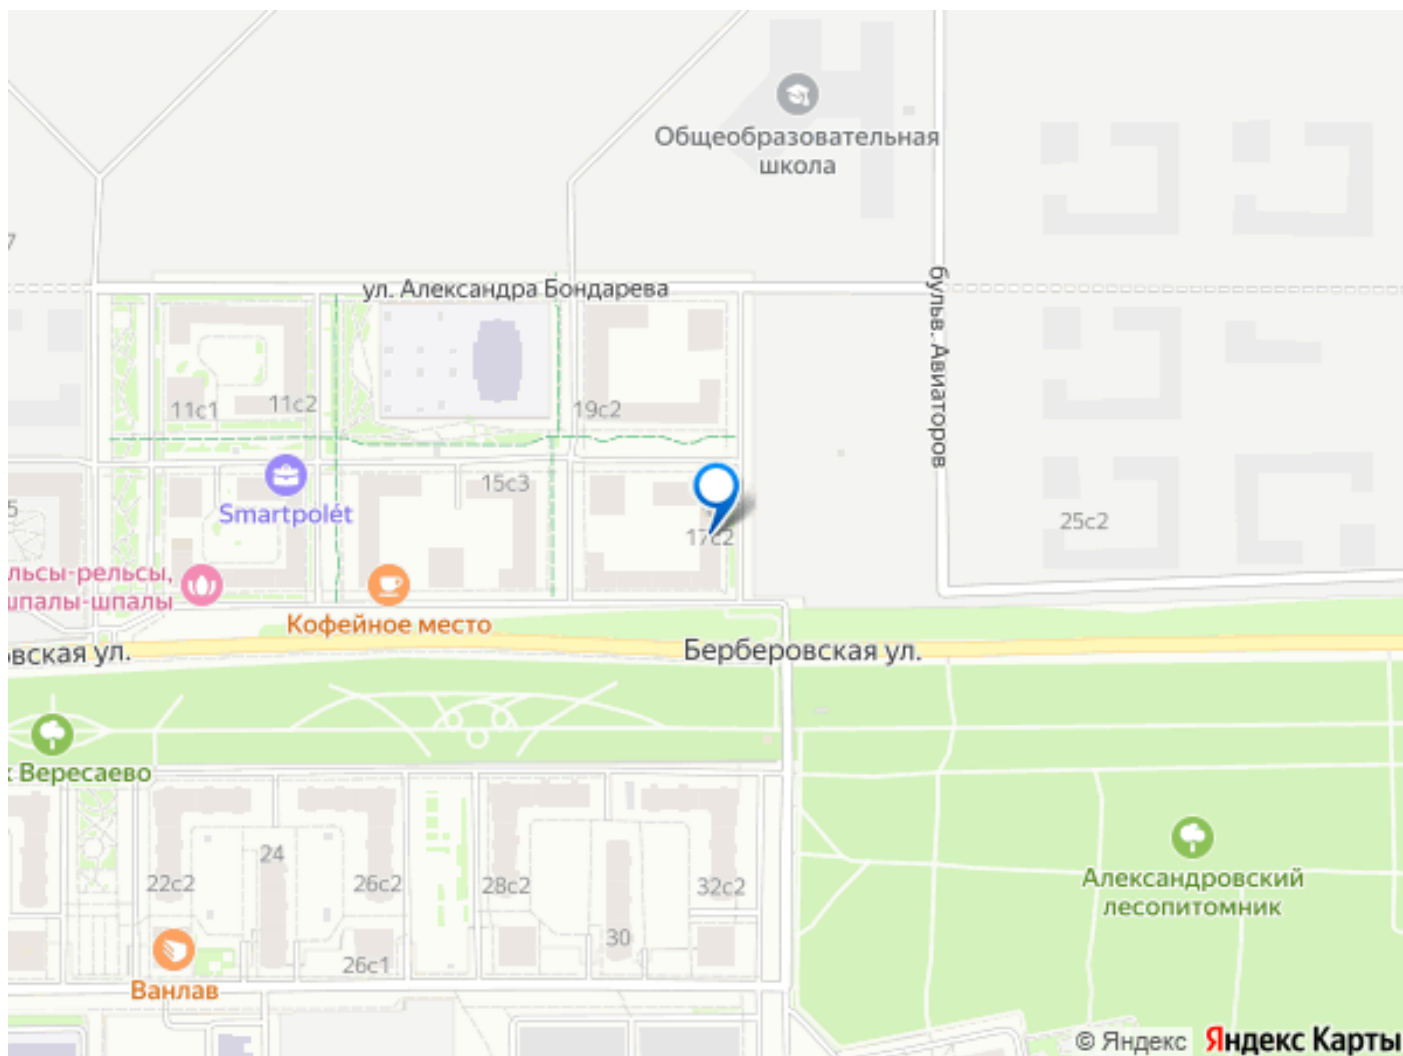 Общеобразовательная
школа
7
ул. Александра Бондарева
бульв. Авиаторов
11с1
11с2
19с2
15с3
Smartpolét
5
17с2
25с2
льсы-рельсы,
шпалы-шпалы
Кофейное место
вская ул.
Берберовская ул.
к Вересаево
24
22с2
26с2
28с2
32с2
Александровский
лесопитомник
30
26с1
Ванлав
© Яндекс Яндекс Карты